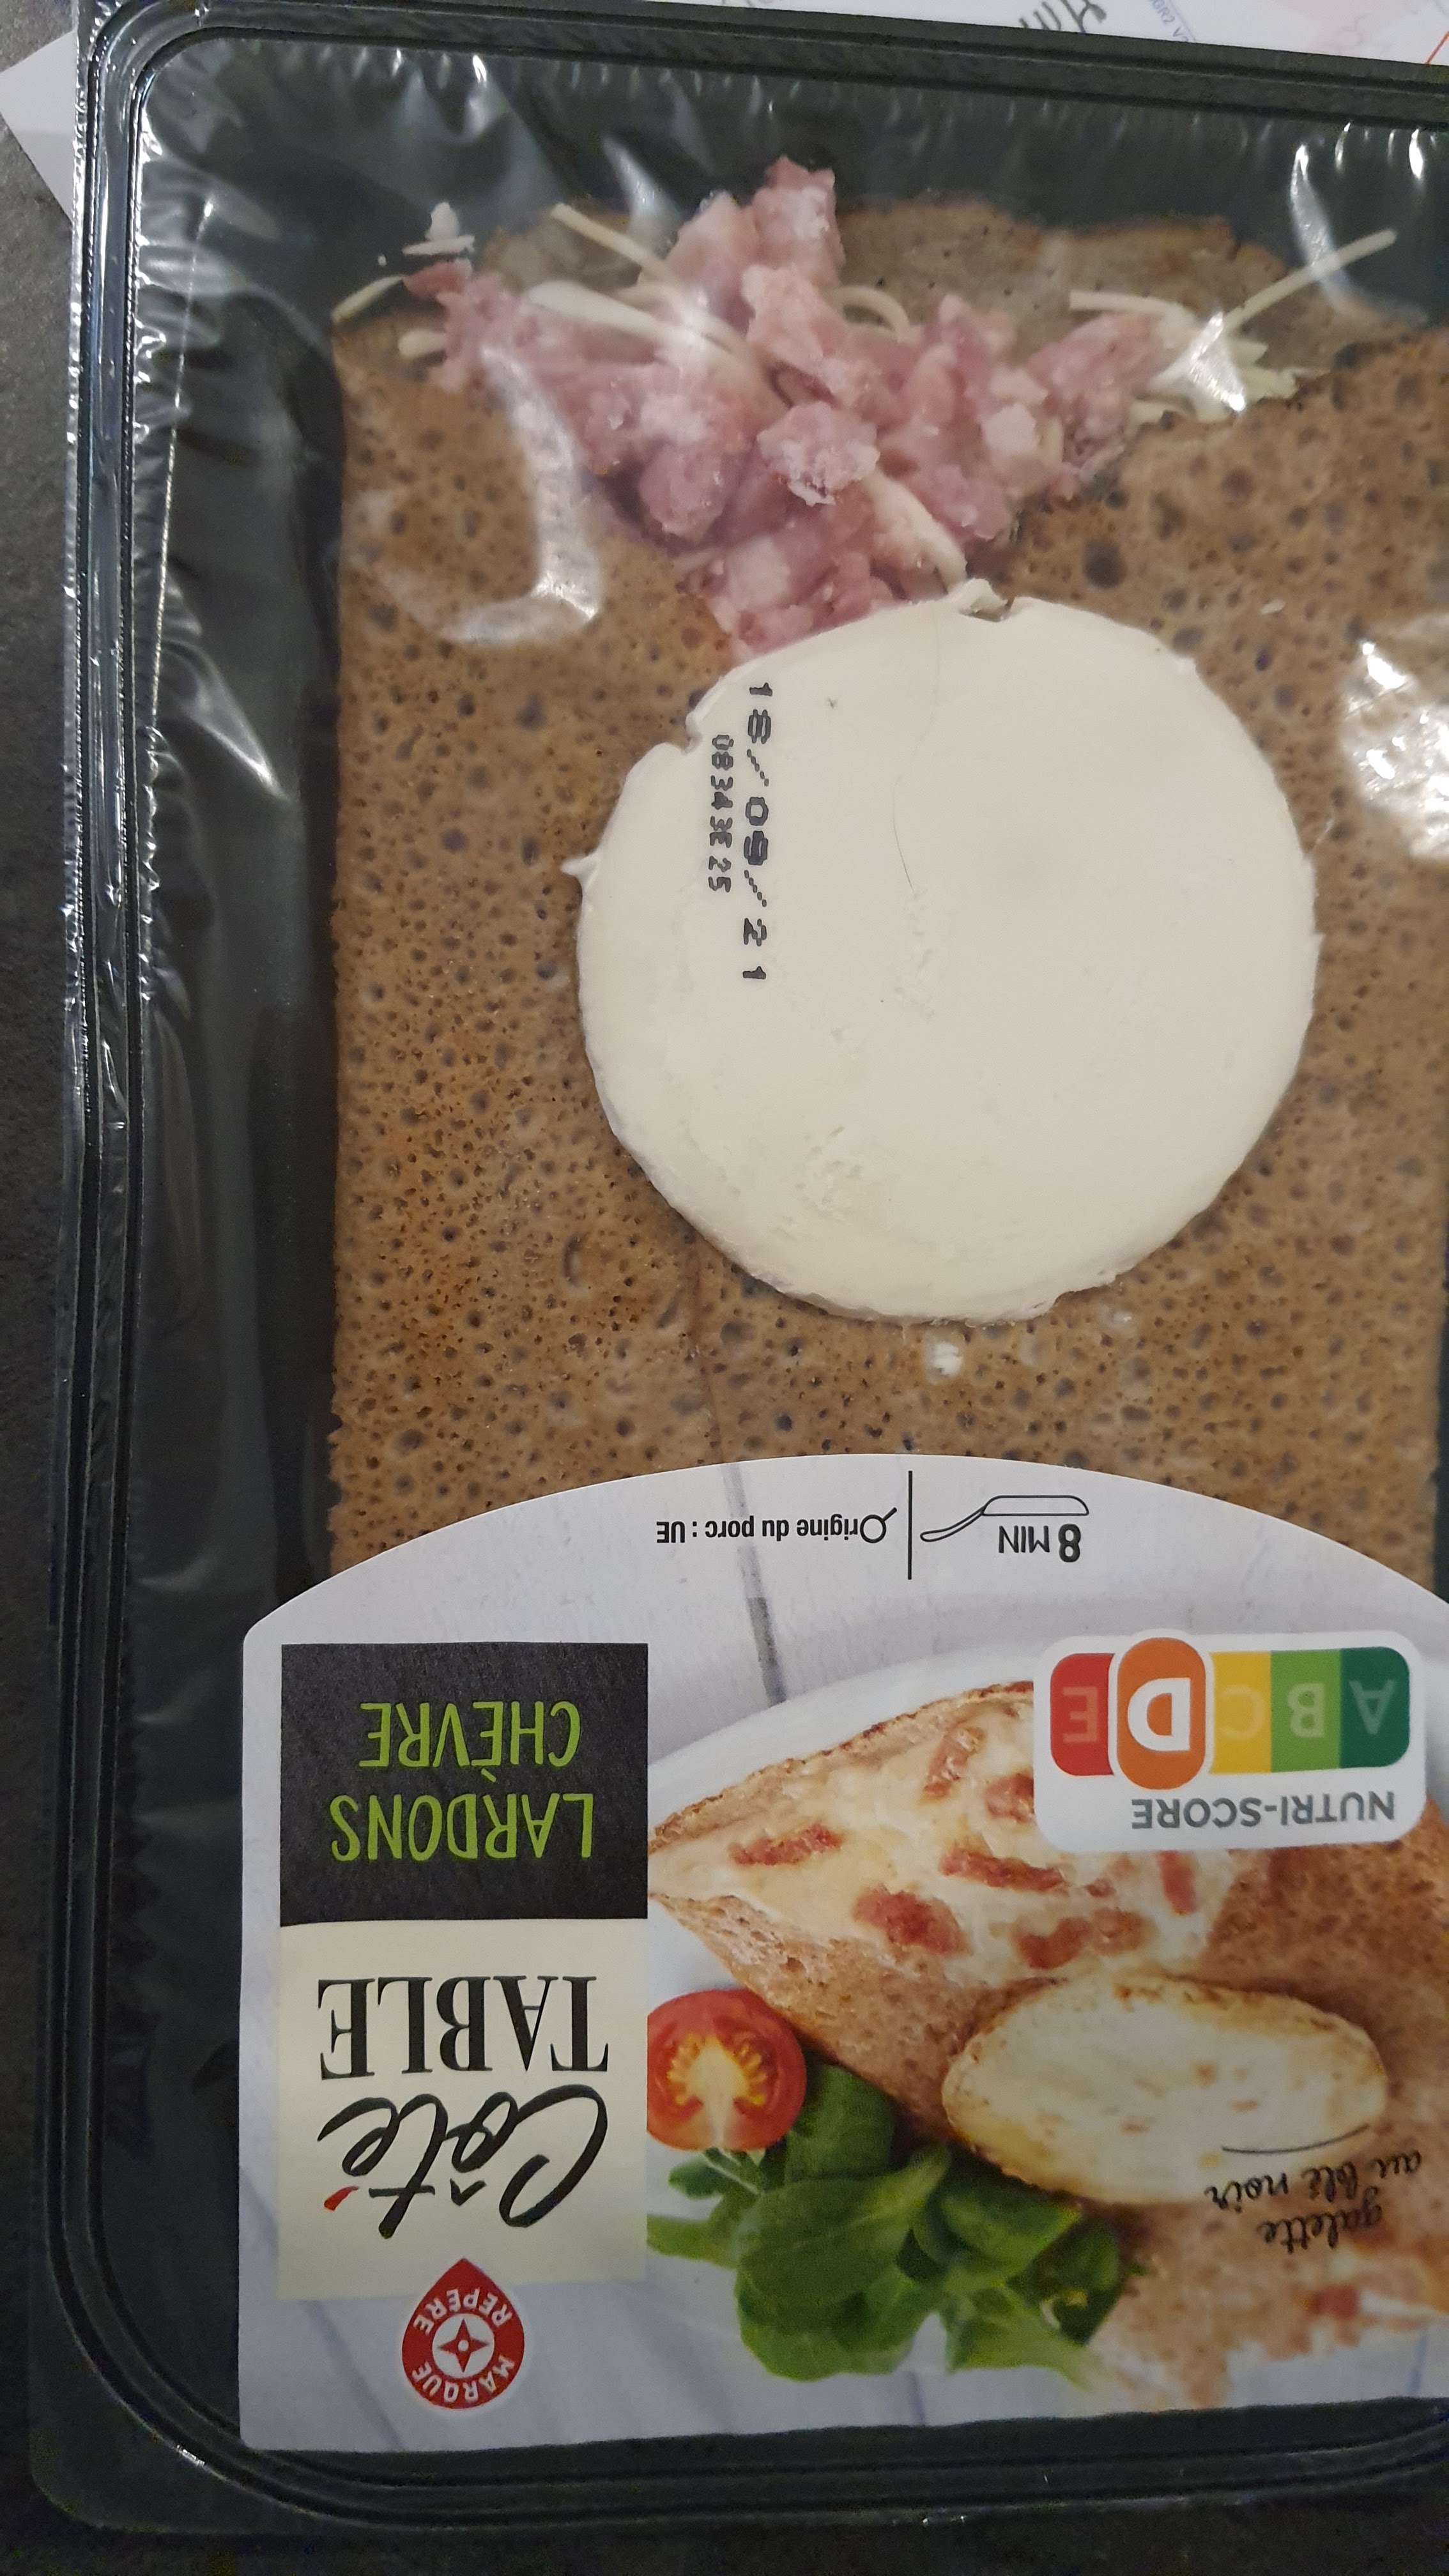 MARQUE
REPÈRE
Côté
TABLE
LARDONS
CHÈVRE
galette
au blé noir
NUTRI-SCORE
A B C D E
8 MIN
Origine du porc : UE
18/09/21
08343E25